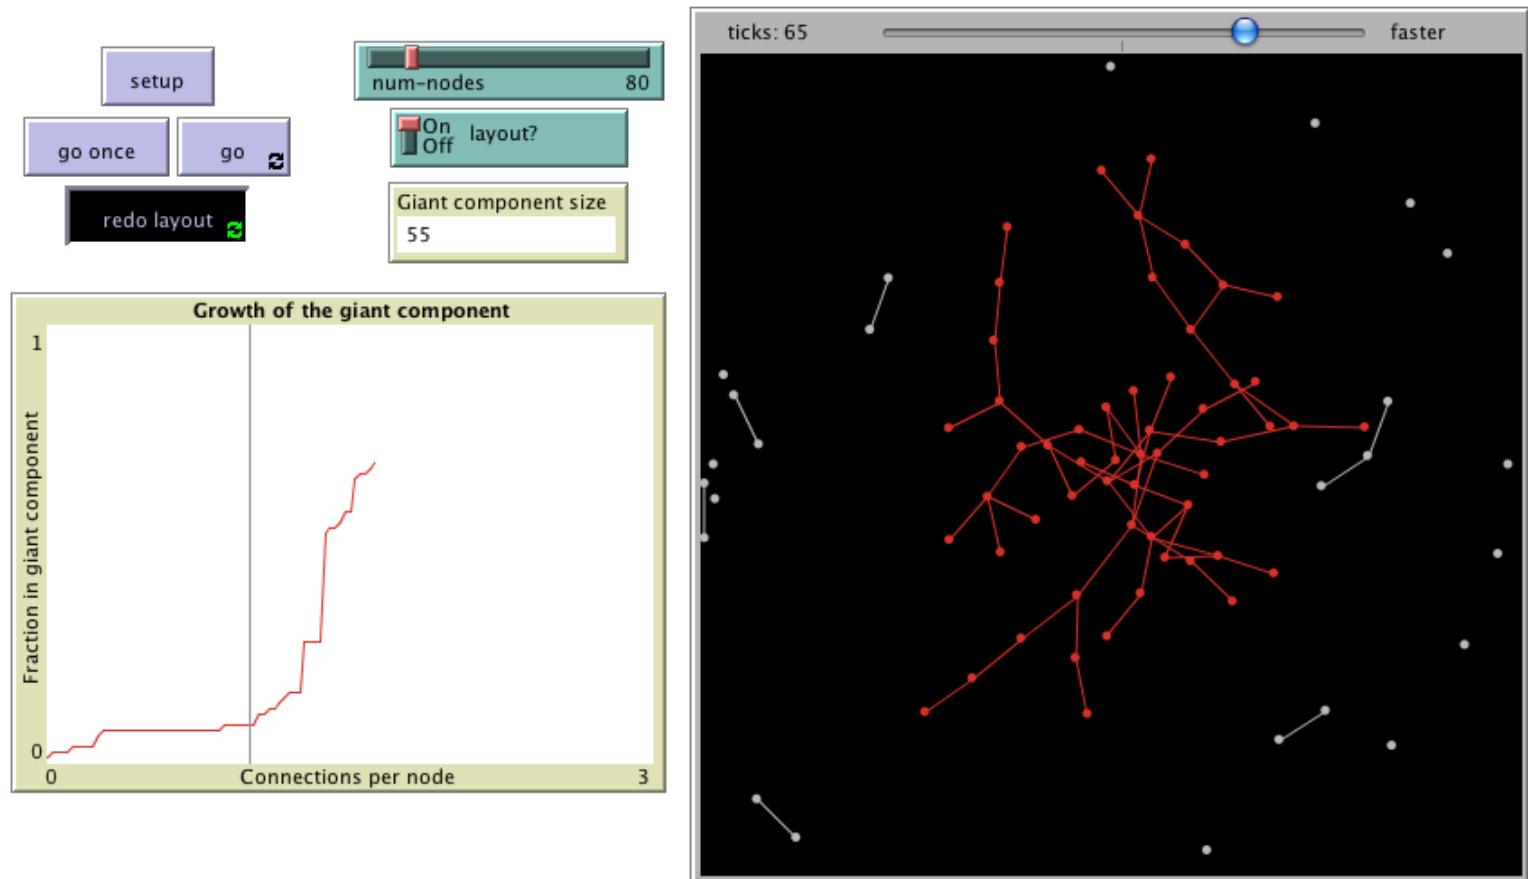 setup
go once
go
redo layout
num-nodes 80
On
Off
layout?
Giant component size
55
Growth of the giant component
1
Fraction in giant component
0
0
Connections per node
3
ticks: 65
faster